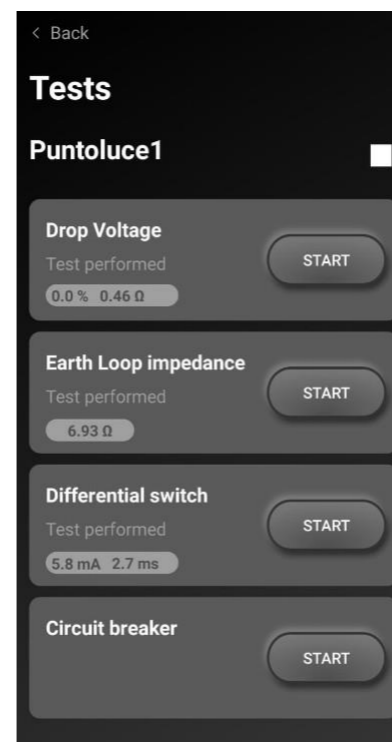 < Back
Tests
Puntoluce1
Drop Voltage
Test performed
START
0.0 % 0.46 Ω
Earth Loop impedance
Test performed
START
6.93 Ω
Differential switch
Test performed
START
5.8 mA 2.7 ms
Circuit breaker
START